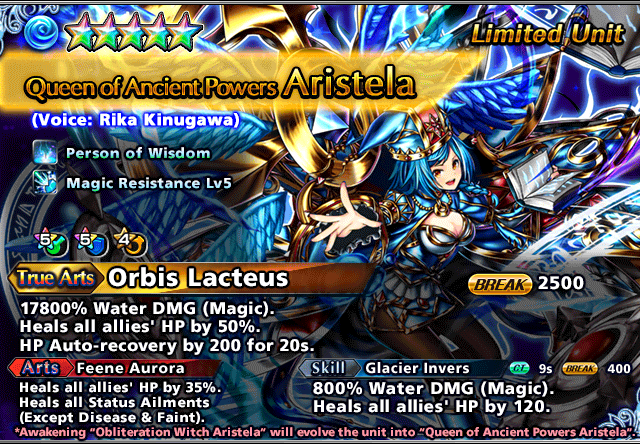 Limited Unit
Queen of Ancient Powers Aristela
(Voice: Rika Kinugawa)
Person of Wisdom
Magic Resistance Lv5
5 5 4
True Arts Orbis Lacteus BREAK 2500
17800% Water DMG (Magic).
Heals all allies' HP by 50%.
HP Auto-recovery by 200 for 20s.
Arts Feene Aurora
Heals all allies' HP by 35%.
Heals all Status Ailments
(Except Disease & Faint).
Skill Glacier Invers CT 9s BREAK 400
800% Water DMG (Magic).
Heals all allies' HP by 120.
*Awakening "Obliteration Witch Aristela" will evolve the unit into "Queen of Ancient Powers Aristela"